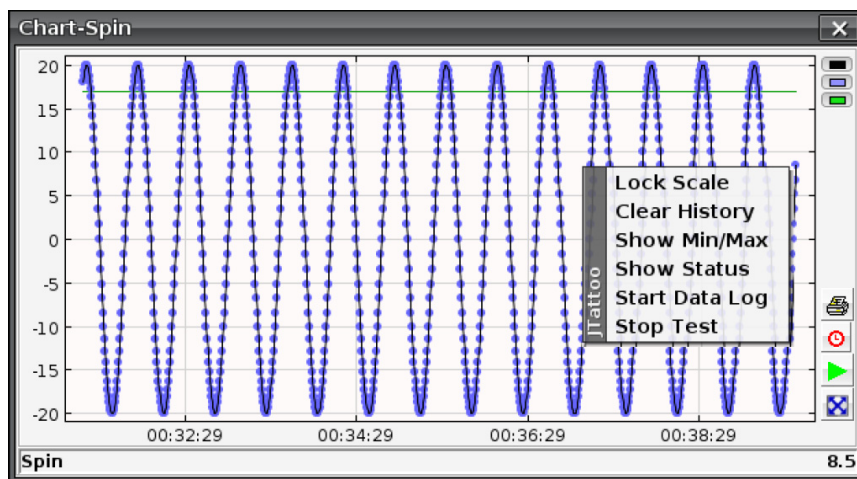 Chart-Spin
20
15
10
5
0
-5
-10
-15
-20
Lock Scale
Clear History
Show Min/Max
Show Status
Start Data Log
Stop Test
JTattoo
00:32:29 00:34:29 00:36:29 00:38:29
Spin 8.5